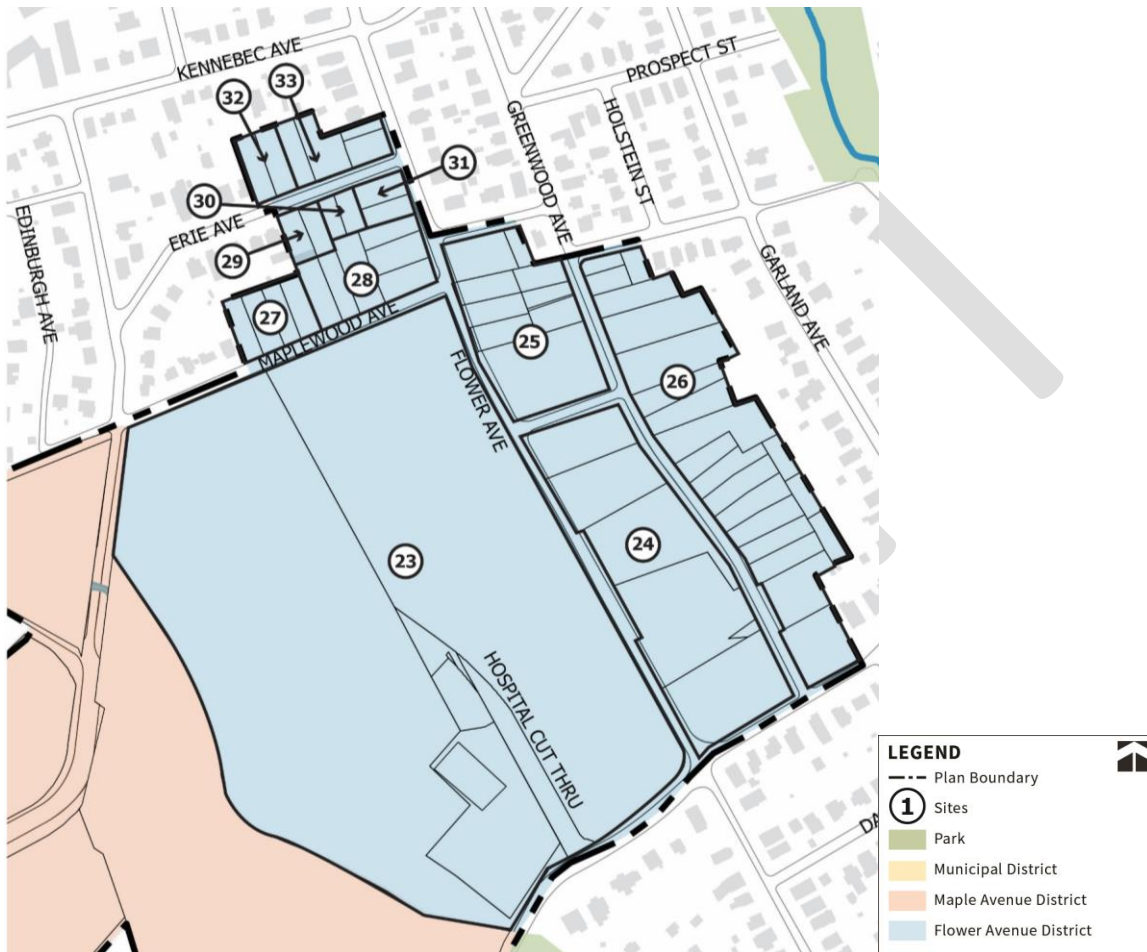 KENNEBEC AVE
PROSPECT ST
33
32
GREENWOOD AVE
HOLSTEIN ST
31
30
EDINBURGH AVE
ERIE AVE
29
GARLAND AVE
28
27
MAPLEWOOD AVE
25
FLOWER AVE
26
24
23
HOSPITAL CUT THRU
DA
LEGEND
Plan Boundary
1 Sites
Park
Municipal District
Maple Avenue District
Flower Avenue District